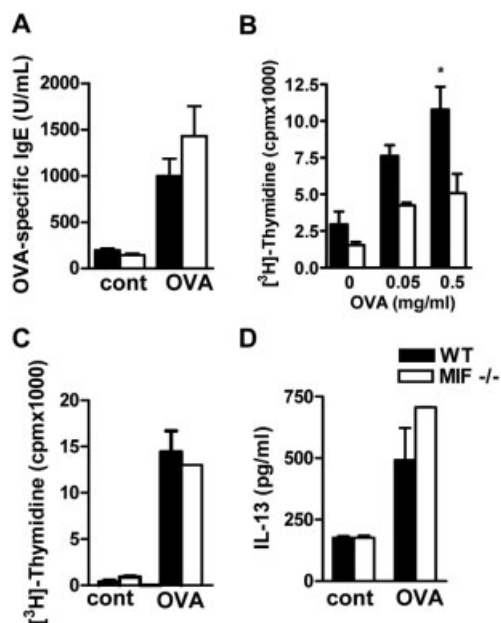 A
OVA-specific IgE (U/mL)
2000
1500
1000
500
0
cont OVA
B
*
[³H]-Thymidine (cpmx1000)
12.5
10.0
7.5
5.0
2.5
0 0.05 0.5
OVA (mg/ml)
C
[³H]-Thymidine (cpmx1000)
20
15
10
5
0
cont OVA
D
WT
MIF -/-
IL-13 (pg/ml)
750
500
250
0
cont OVA